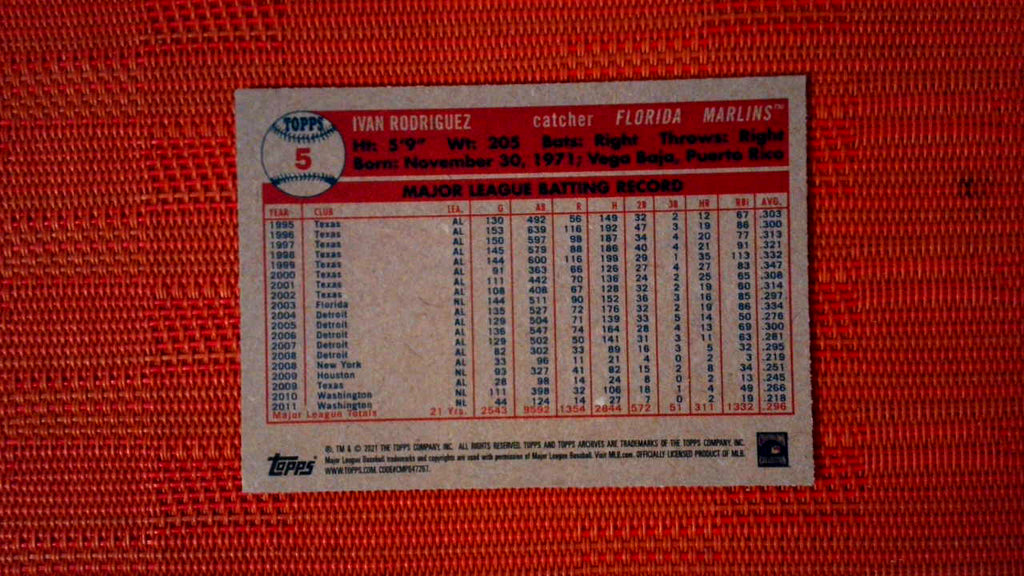 TOPPS
5
IVAN RODRIGUEZ catcher FLORIDA MARLINS™
Ht: 5'9" Wt: 205 Bats: Right Throws: Right
Born: November 30, 1971; Vega Baja, Puerto Rico
MAJOR LEAGUE BATTING RECORD
YEAR CLUB LEA. G AB R H 2B 3B HR RBI AVG.
1995 Texas AL 130 492 56 149 32 2 12 67 .303
1996 Texas AL 153 639 116 192 47 3 19 86 .300
1997 Texas AL 150 597 98 187 34 4 20 77 .313
1998 Texas AL 145 579 88 186 40 4 21 91 .321
1999 Texas AL 144 600 116 199 29 1 35 113 .332
2000 Texas AL 91 363 66 126 27 4 27 83 .347
2001 Texas AL 111 442 70 136 24 2 25 65 .308
2002 Texas AL 108 408 67 128 32 2 19 60 .314
2003 Florida NL 144 511 90 152 36 3 16 85 .297
2004 Detroit AL 135 527 72 176 32 2 19 86 .334
2005 Detroit AL 129 504 71 139 33 5 14 50 .276
2006 Detroit AL 136 547 74 164 28 4 13 69 .300
2007 Detroit AL 129 502 50 141 31 3 11 63 .281
2008 Detroit AL 82 302 33 89 16 3 5 32 .295
2008 New York AL 33 96 11 21 4 0 2 3 .219
2009 Houston NL 93 327 41 82 15 2 8 34 .251
2009 Texas AL 28 98 14 24 8 0 2 13 .245
2010 Washington NL 111 398 32 106 18 1 4 49 .266
2011 Washington NL 44 124 14 27 7 0 2 19 .218
Major League Totals 21 Yrs. 2543 9592 1354 2844 572 51 311 1332 .296
®, TM & © 2021 THE TOPPS COMPANY, INC. ALL RIGHTS RESERVED. TOPPS AND TOPPS ARCHIVES ARE TRADEMARKS OF THE TOPPS COMPANY, INC.
Major League Baseball trademarks and copyrights are used with permission of Major League Baseball. Visit MLB.com. OFFICIALLY LICENSED PRODUCT OF MLB.
WWW.TOPPS.COM. CODE#CMP047267.
topps